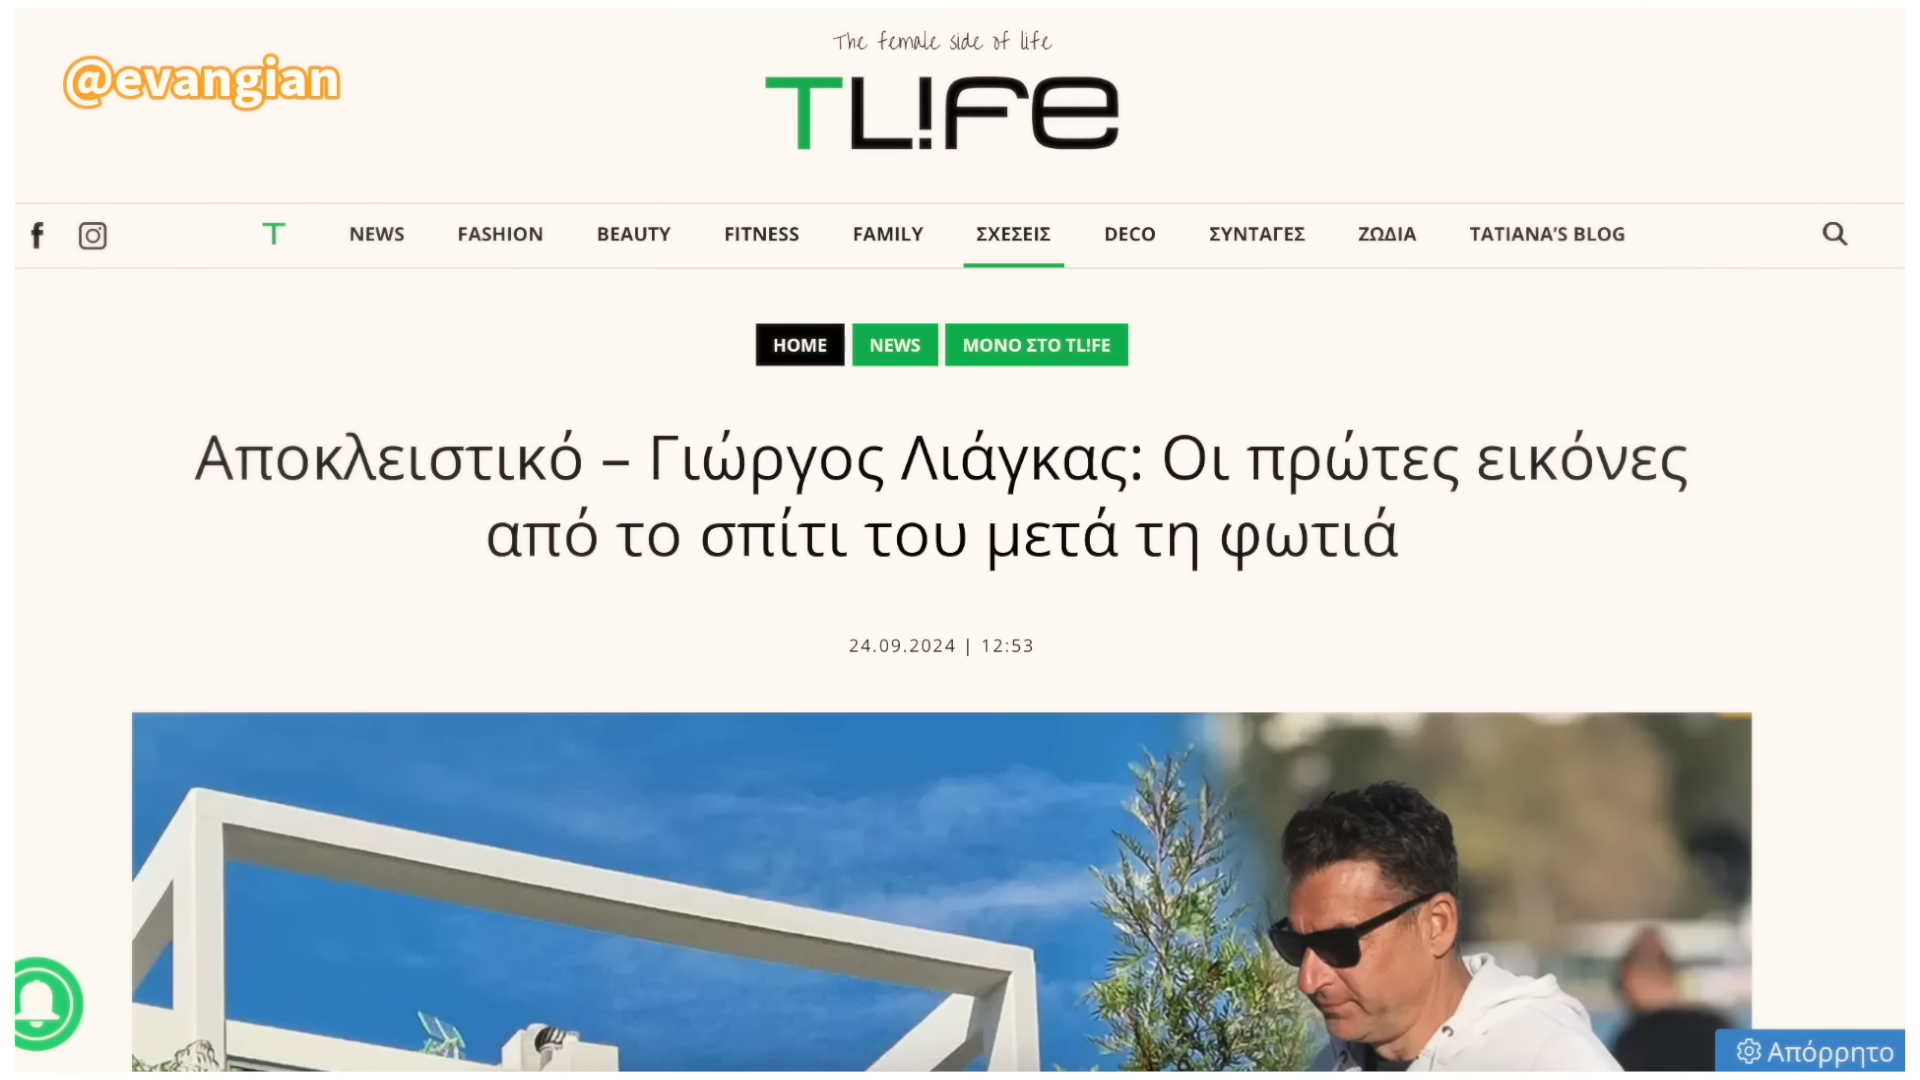 The female side of life
@evangian
TL!Fe
f
T NEWS FASHION BEAUTY FITNESS FAMILY ΣΧΕΣΕΙΣ DECO ΣΥΝΤΑΓΕΣ ΖΩΔΙΑ TATIANA'S BLOG
HOME NEWS ΜΟΝΟ ΣΤΟ TL!FE
Αποκλειστικό – Γιώργος Λιάγκας: Οι πρώτες εικόνες
από το σπίτι του μετά τη φωτιά
24.09.2024 | 12:53
Απόρρητο